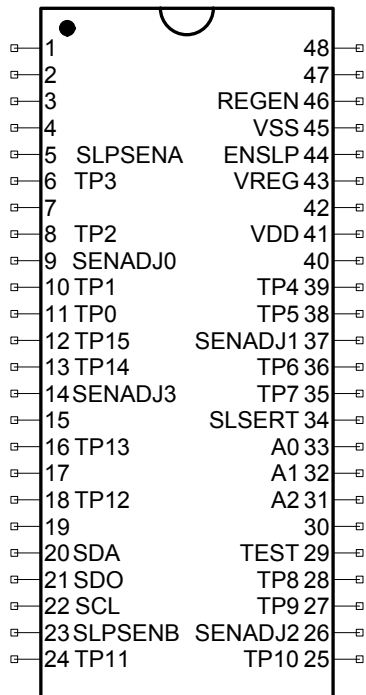 1 48
2 47
3 REGEN 46
4 VSS 45
5 SLPSENA ENSLP 44
6 TP3 VREG 43
7 42
8 TP2 VDD 41
9 SENADJ0 40
10 TP1 TP4 39
11 TP0 TP5 38
12 TP15 SENADJ1 37
13 TP14 TP6 36
14 SENADJ3 TP7 35
15 SLSERT 34
16 TP13 A0 33
17 A1 32
18 TP12 A2 31
19 30
20 SDA TEST 29
21 SDO TP8 28
22 SCL TP9 27
23 SLPSENB SENADJ2 26
24 TP11 TP10 25